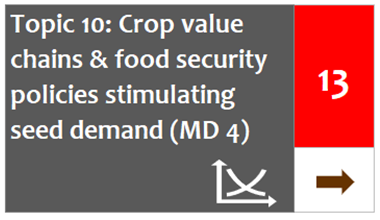 Topic 10: Crop value
chains & food security
policies stimulating
seed demand (MD 4)
13